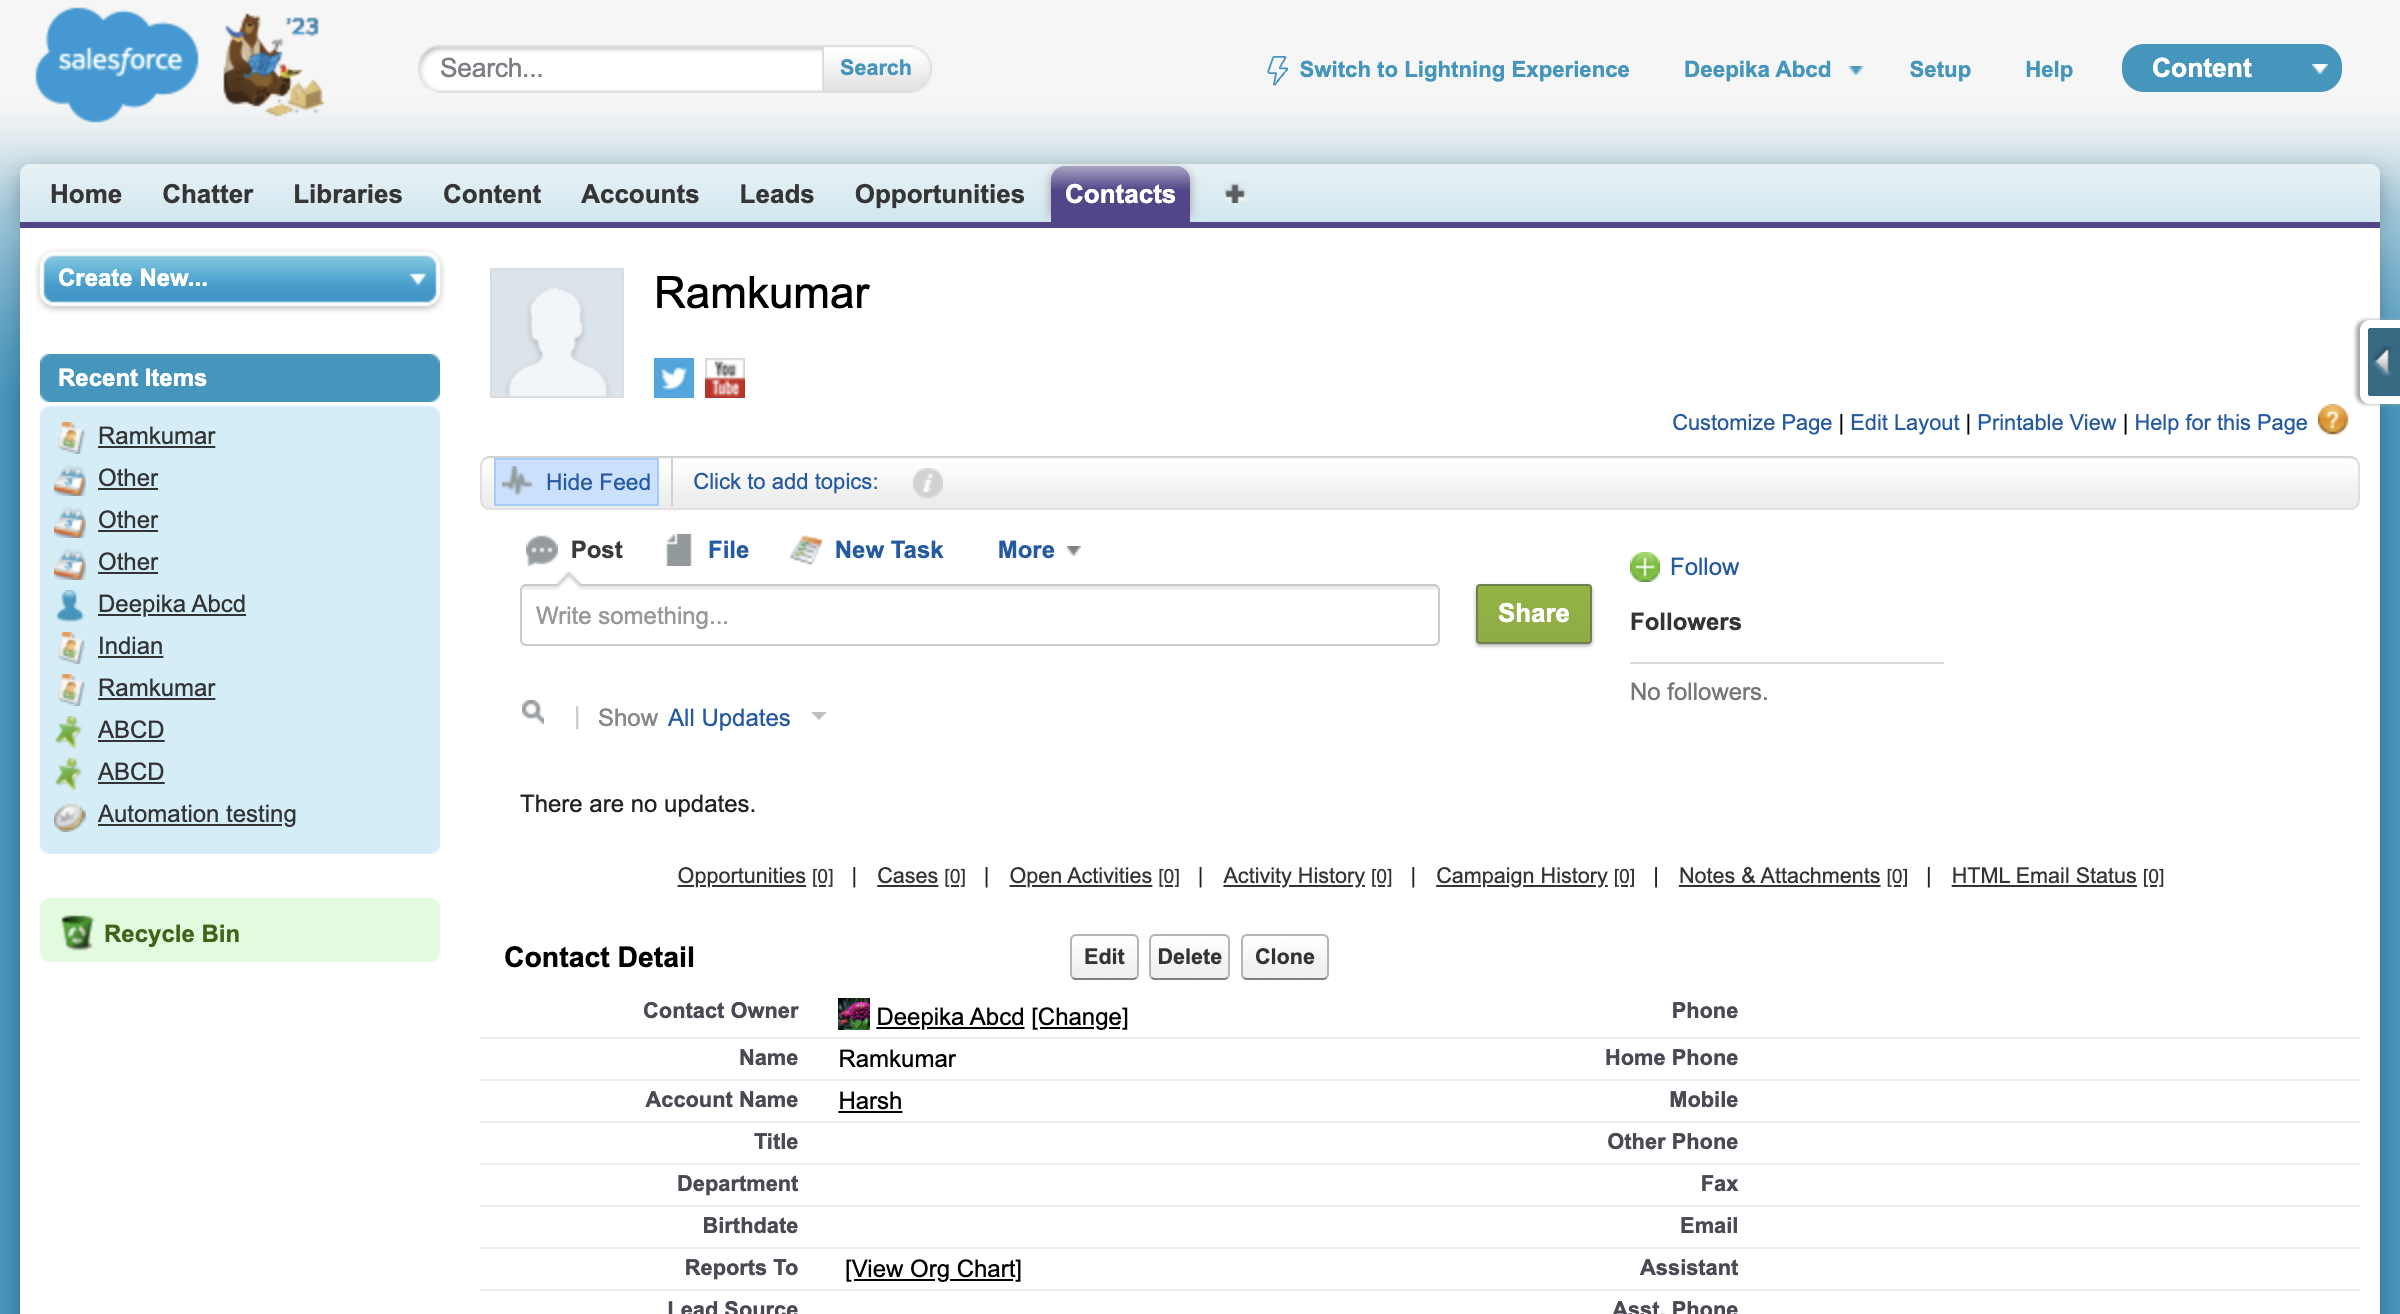 salesforce
'23
Search...
Search
Switch to Lightning Experience
Deepika Abcd
Setup
Help
Content
Home
Chatter
Libraries
Content
Accounts
Leads
Opportunities
Contacts
Create New...
Recent Items
Ramkumar
Other
Other
Other
Deepika Abcd
Indian
Ramkumar
ABCD
ABCD
Automation testing
Recycle Bin
Ramkumar
You
Tube
Customize Page | Edit Layout | Printable View | Help for this Page ?
Hide Feed
Click to add topics: i
Post
File
New Task
More
Write something...
Share
Follow
Followers
No followers.
| Show All Updates
There are no updates.
Opportunities [0] | Cases [0] | Open Activities [0] | Activity History [0] | Campaign History [0] | Notes & Attachments [0] | HTML Email Status [0]
Contact Detail
Edit
Delete
Clone
Contact Owner Deepika Abcd [Change] Phone
Name Ramkumar Home Phone
Account Name Harsh Mobile
Title Other Phone
Department Fax
Birthdate Email
Reports To [View Org Chart] Assistant
Lead Source Asst. Phone